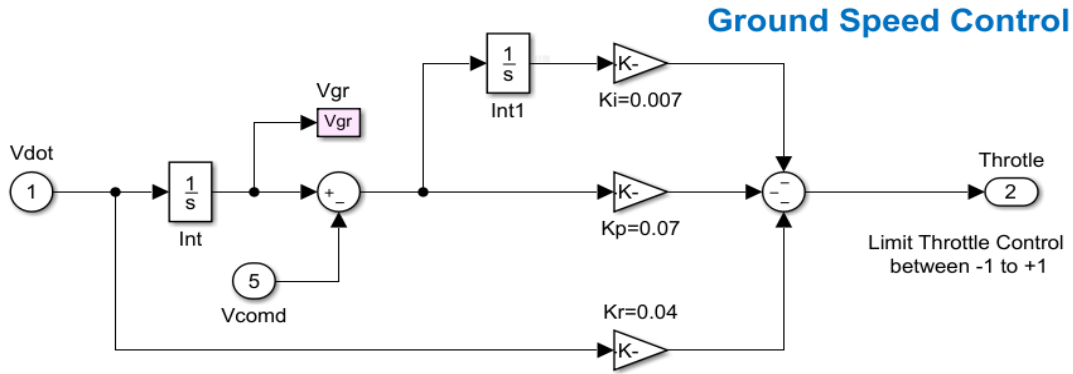 Ground Speed Control
1
s
-K-
Int1
Ki=0.007
Vgr
Vgr
Vdot
1
1
s
Int
+
−
-K-
Kp=0.07
−
−
−
Throtle
2
Limit Throttle Control
between -1 to +1
5
Vcomd
Kr=0.04
-K-